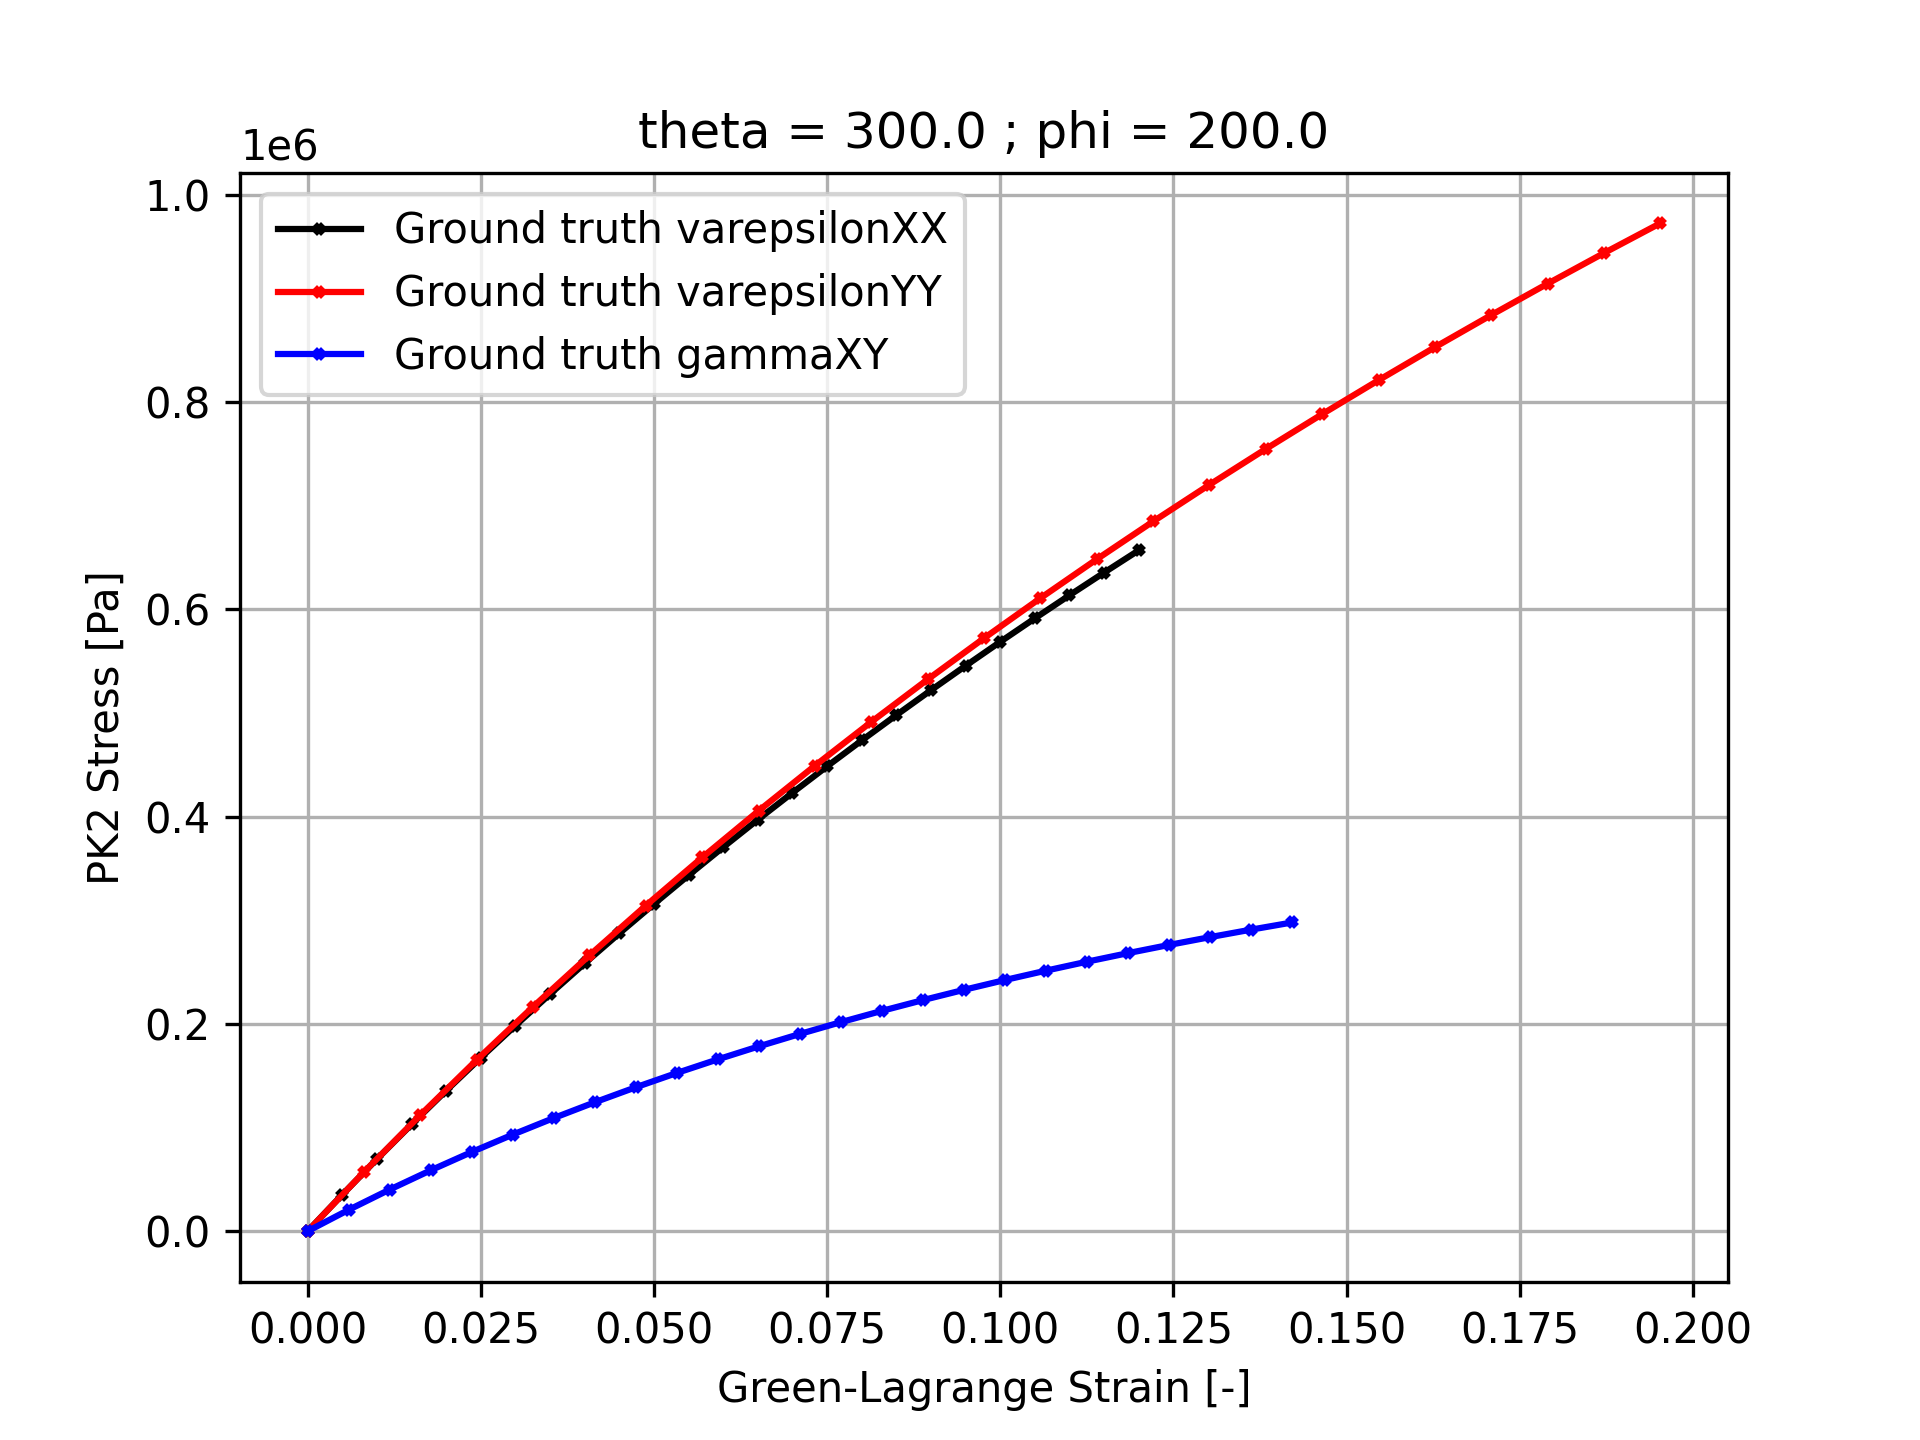 theta = 300.0 ; phi = 200.0
1e6
1.0
0.8
0.6
0.4
0.2
0.0
PK2 Stress [Pa]
Ground truth varepsilonXX
Ground truth varepsilonYY
Ground truth gammaXY
0.000 0.025 0.050 0.075 0.100 0.125 0.150 0.175 0.200
Green-Lagrange Strain [-]